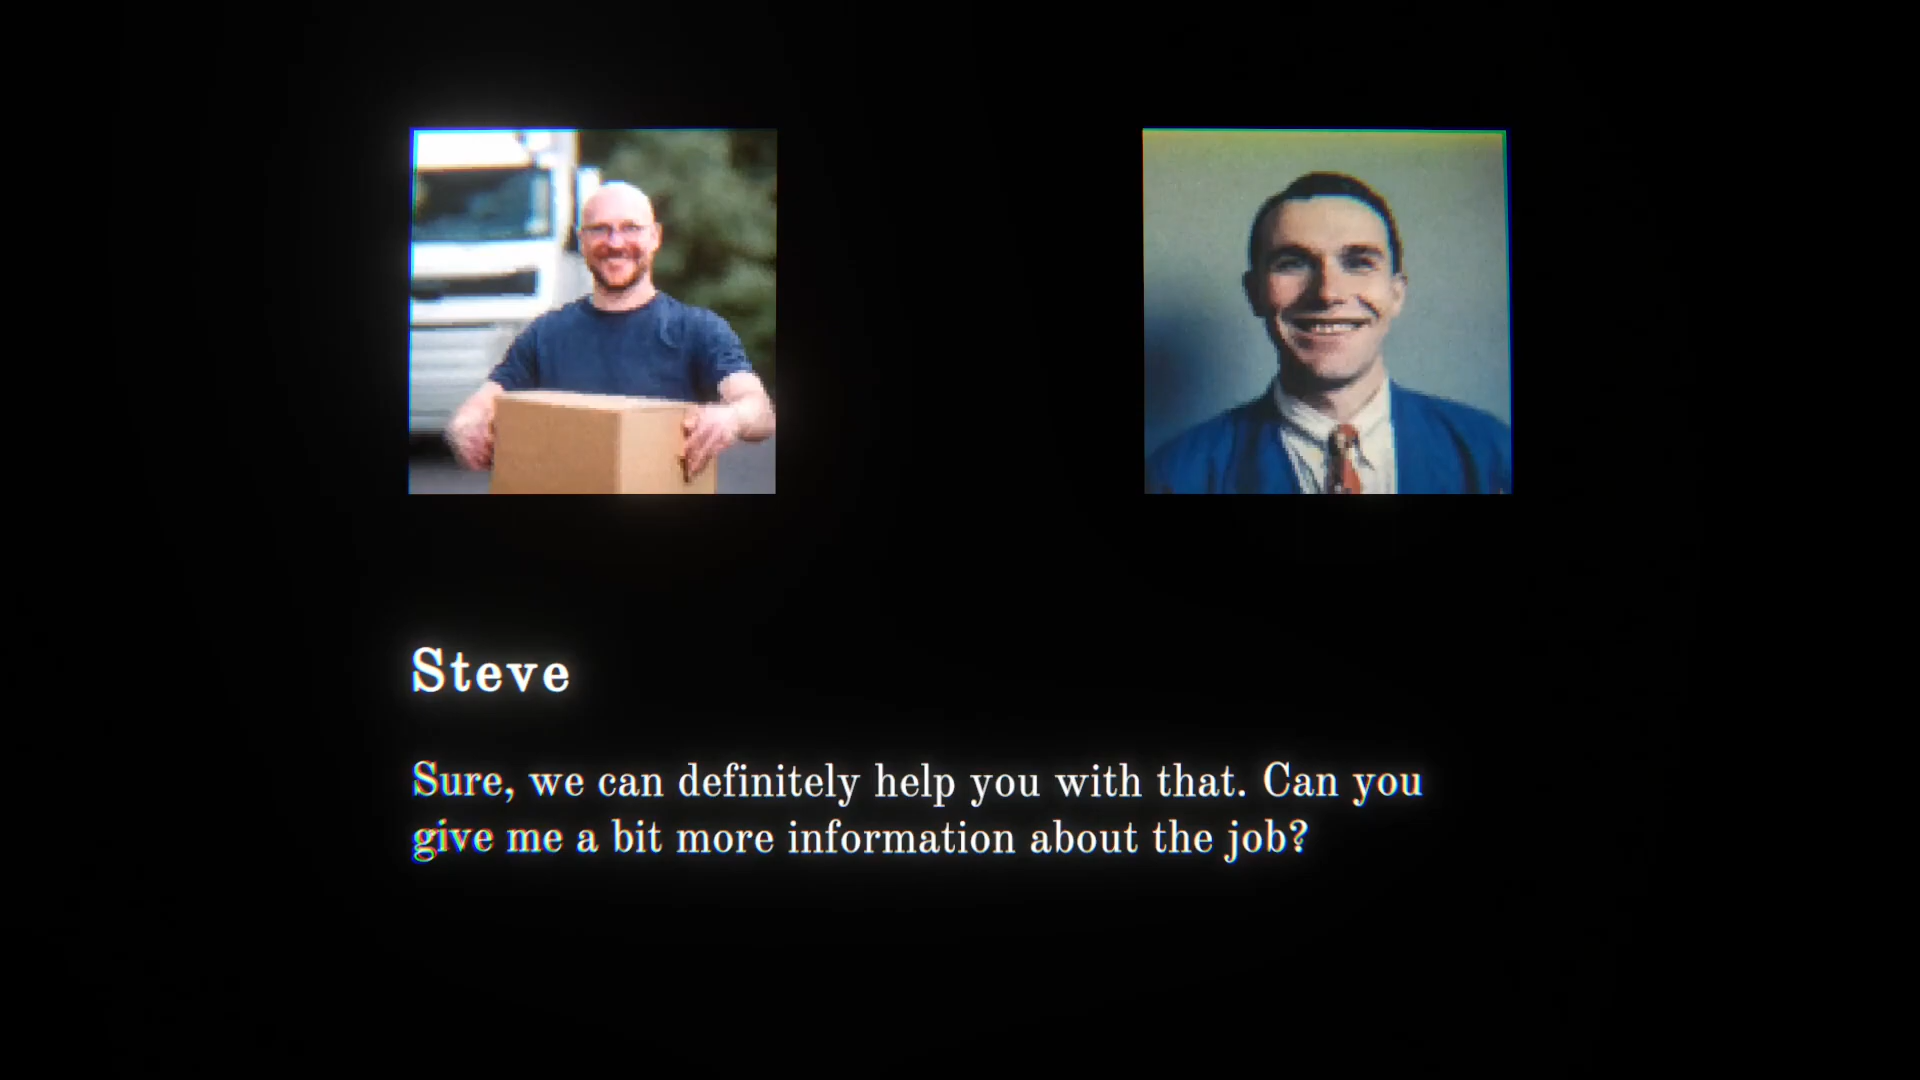 Steve
Sure, we can definitely help you with that. Can you
give me a bit more information about the job?